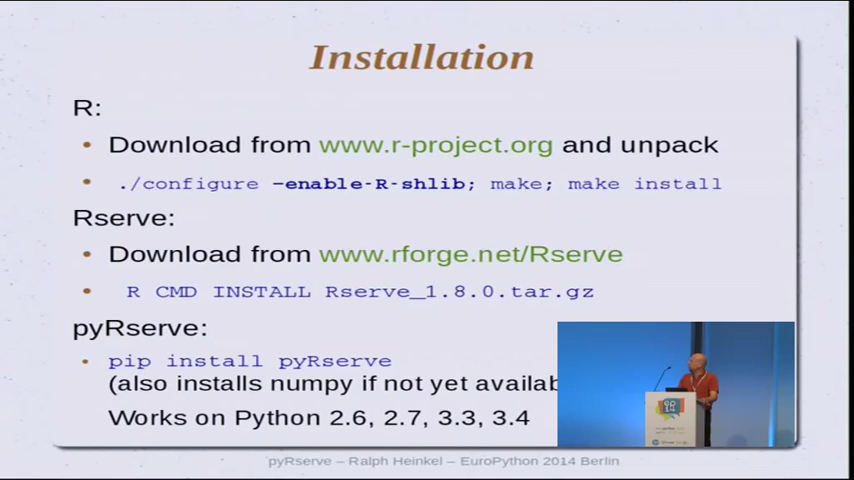 Installation
R:
• Download from www.r-project.org and unpack
• ./configure –enable-R-shlib; make; make install
Rserve:
• Download from www.rforge.net/Rserve
• R CMD INSTALL Rserve_1.8.0.tar.gz
pyRserve:
• pip install pyRserve
(also installs numpy if not yet availab
Works on Python 2.6, 2.7, 3.3, 3.4
pyRserve – Ralph Heinkel – EuroPython 2014 Berlin